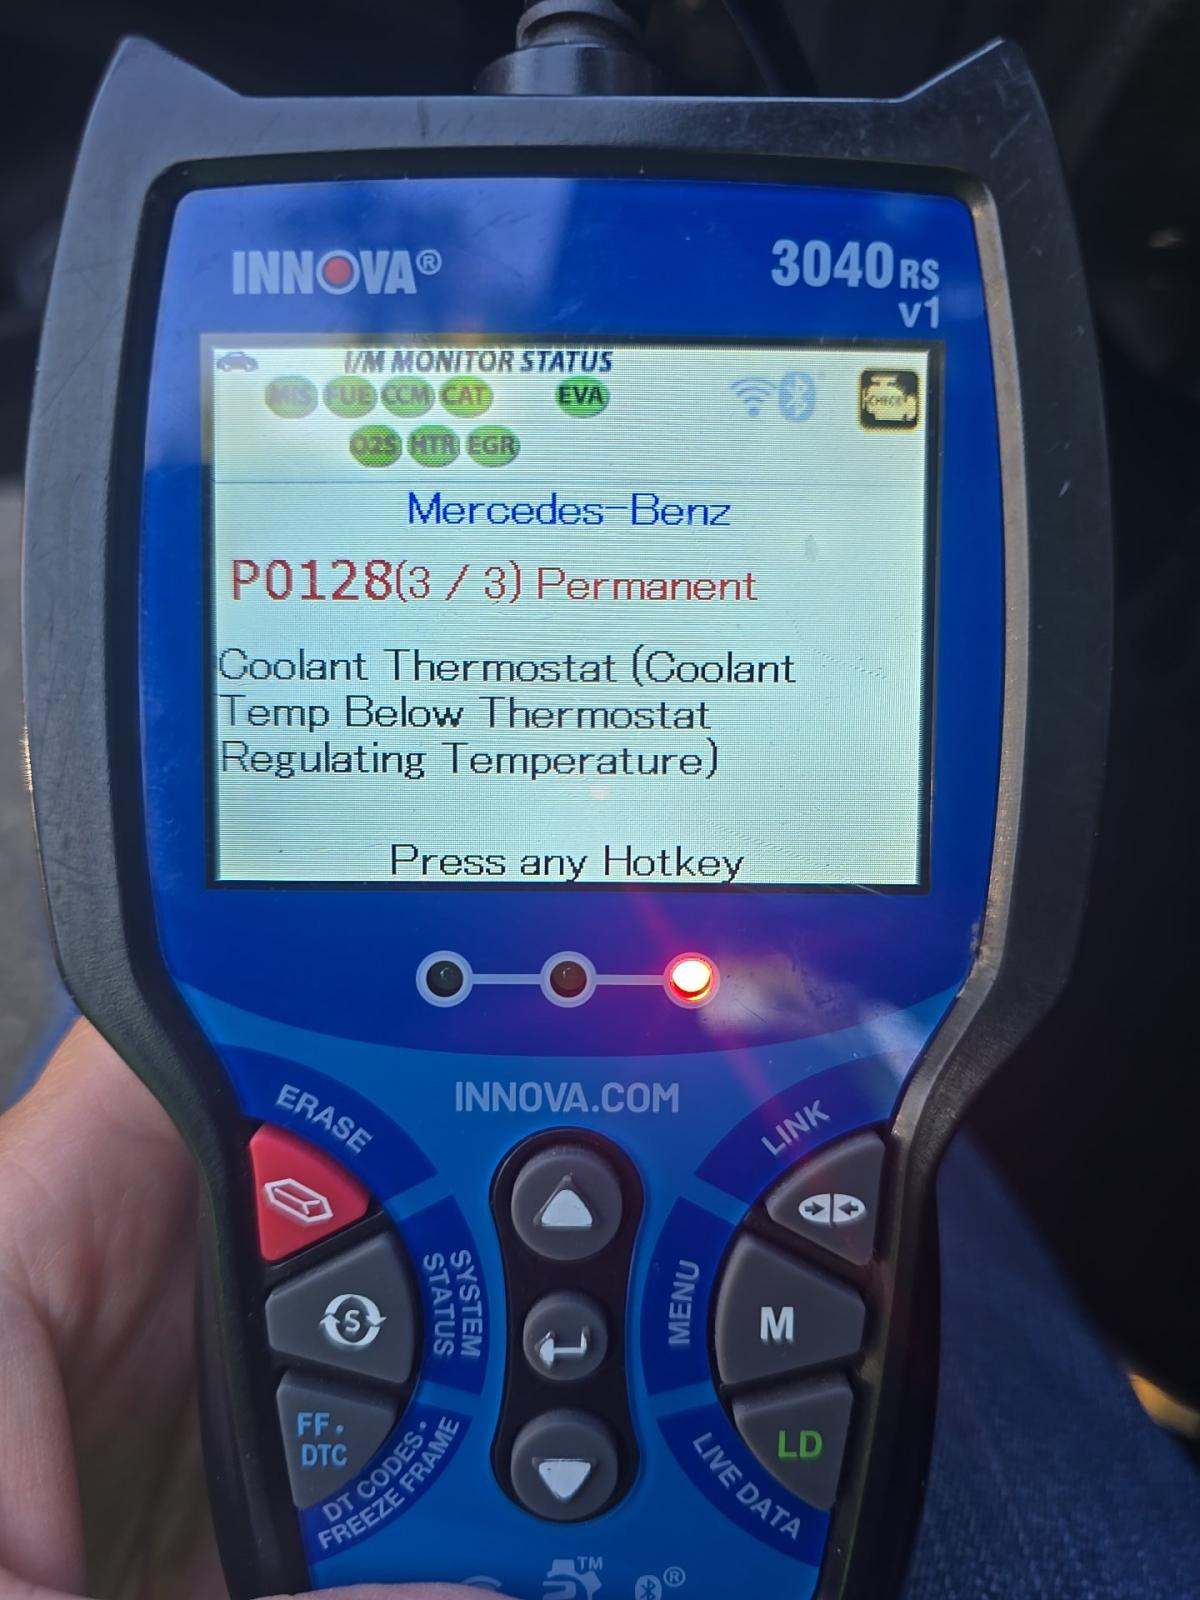 INNOVA®
3040RS
v1
I/M MONITOR STATUS
MIS FUE CCM CAT EVA
CHECK
O2S HTR EGR
Mercedes-Benz
P0128(3 / 3) Permanent
Coolant Thermostat (Coolant
Temp Below Thermostat
Regulating Temperature)
Press any Hotkey
INNOVA.COM
ERASE
LINK
S
SYSTEM
STATUS
MENU
M
FF.
DTC
DT CODES•
FREEZE FRAME
LIVE DATA
LD
TM
®